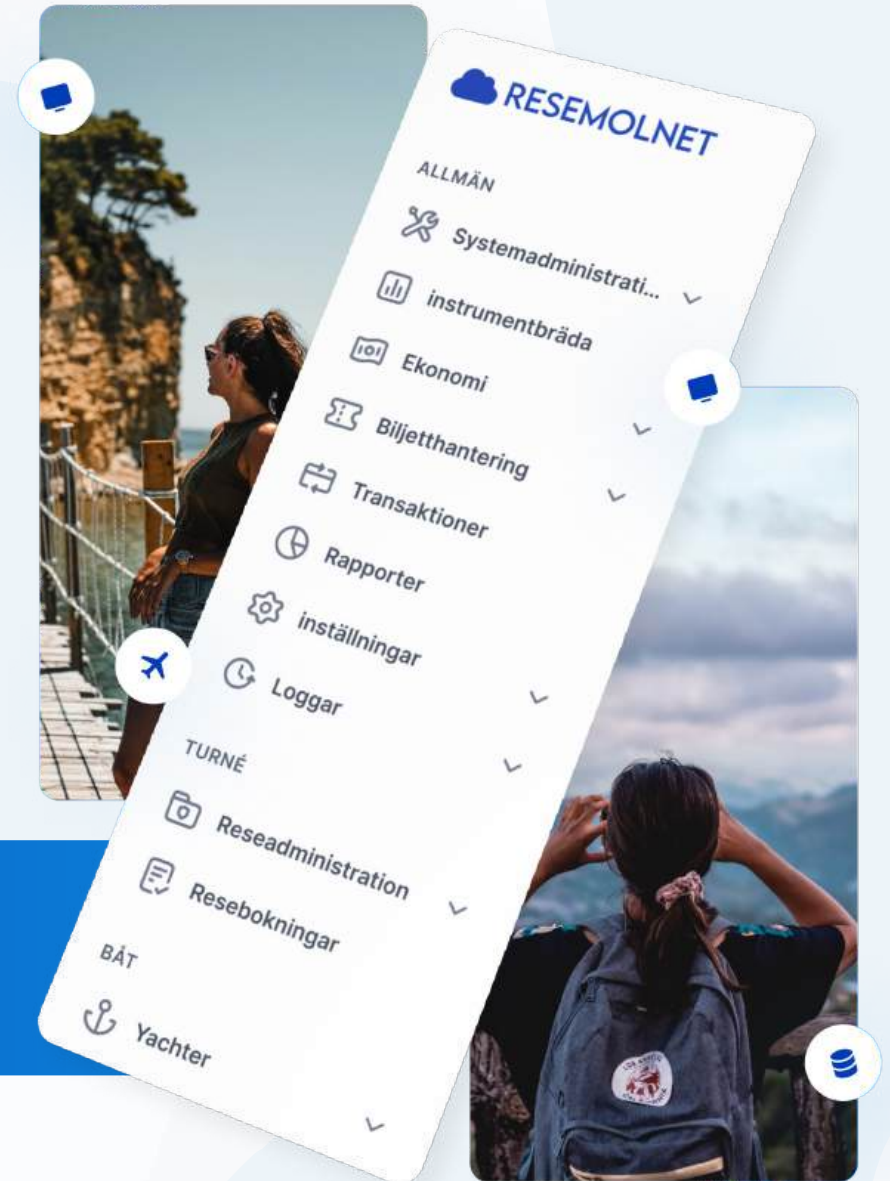 RESEMOLNET
ALLMÄN
Systemadministrati...
instrumentbräda
Ekonomi
Biljetthantering
Transaktioner
Rapporter
inställningar
Loggar
TURNÉ
Reseadministration
Resebokningar
BÅT
Yachter